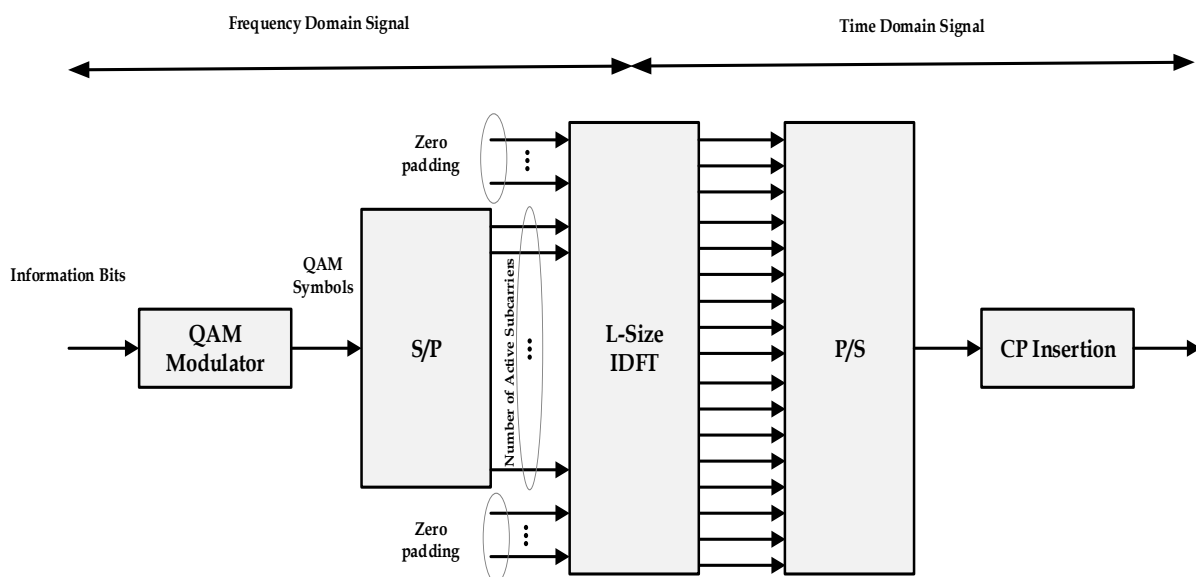 Frequency Domain Signal
Time Domain Signal
Zero
padding
Information Bits
QAM
Symbols
QAM
Modulator
S/P
Number of Active Subcarriers
L-Size
IDFT
P/S
CP Insertion
Zero
padding